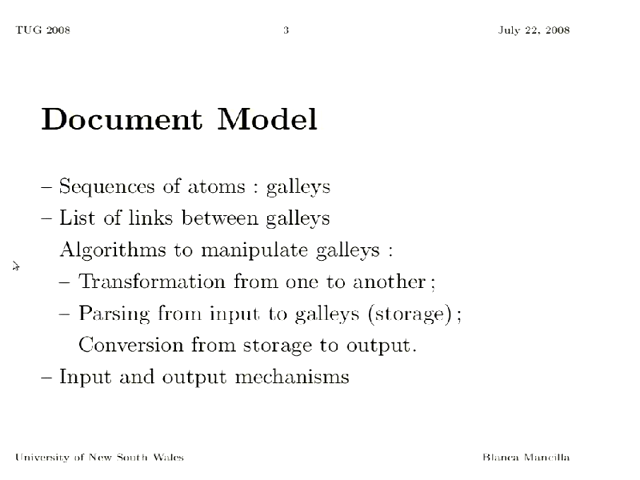 TUG 2008 3 July 22, 2008
Document Model
– Sequences of atoms : galleys
– List of links between galleys
Algorithms to manipulate galleys :
– Transformation from one to another ;
– Parsing from input to galleys (storage) ;
Conversion from storage to output.
– Input and output mechanisms
University of New South Wales Blanca Mancilla